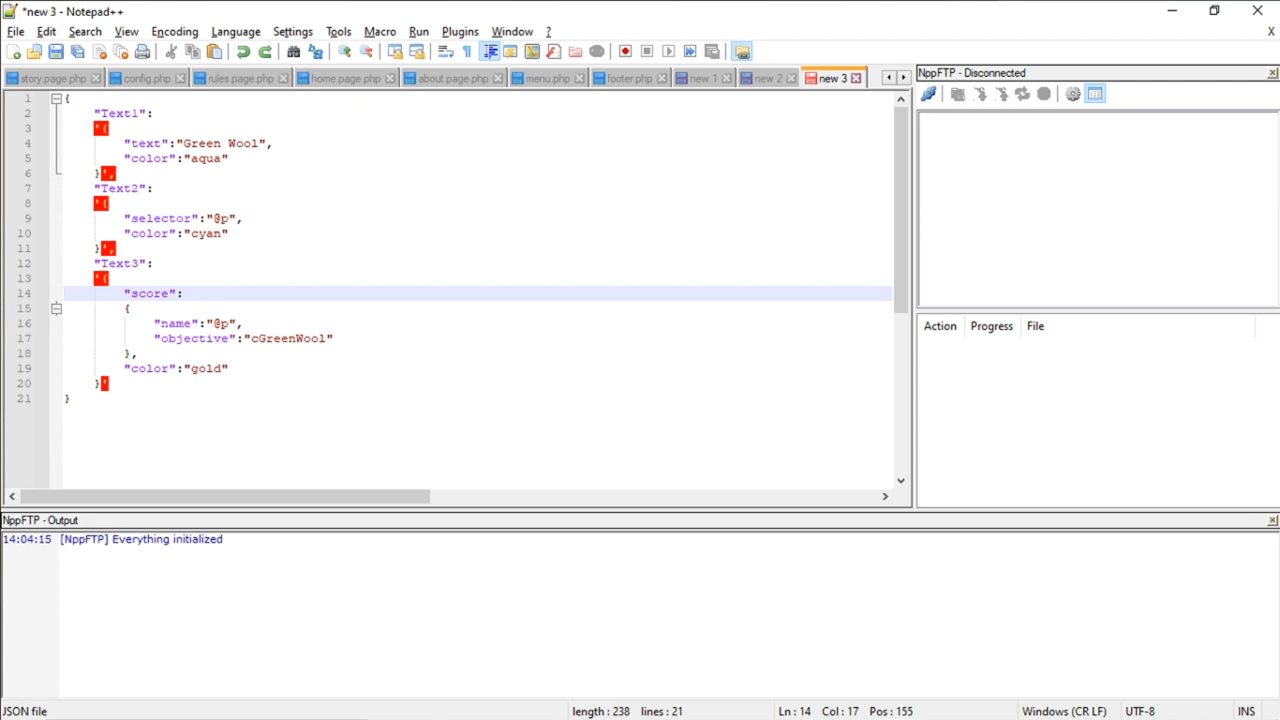 *new 3 - Notepad++
File Edit Search View Encoding Language Settings Tools Macro Run Plugins Window ? X
story page.php config.php rules page.php home page.php about page.php menu.php footer.php new 1 new 2 new 3
NppFTP - Disconnected
1 {
2 "Text1":
3 '{
4 "text":"Green Wool",
5 "color":"aqua"
6 }',
7 "Text2":
8 '{
9 "selector":"@p",
10 "color":"cyan"
11 }',
12 "Text3":
13 '{
14 "score":
15 {
16 "name":"@p",
17 "objective":"cGreenWool"
18 },
19 "color":"gold"
20 }'
21 }
Action Progress File
NppFTP - Output
14:04:15 [NppFTP] Everything initialized
JSON file length : 238 lines : 21 Ln : 14 Col : 17 Pos : 155 Windows (CR LF) UTF-8 INS